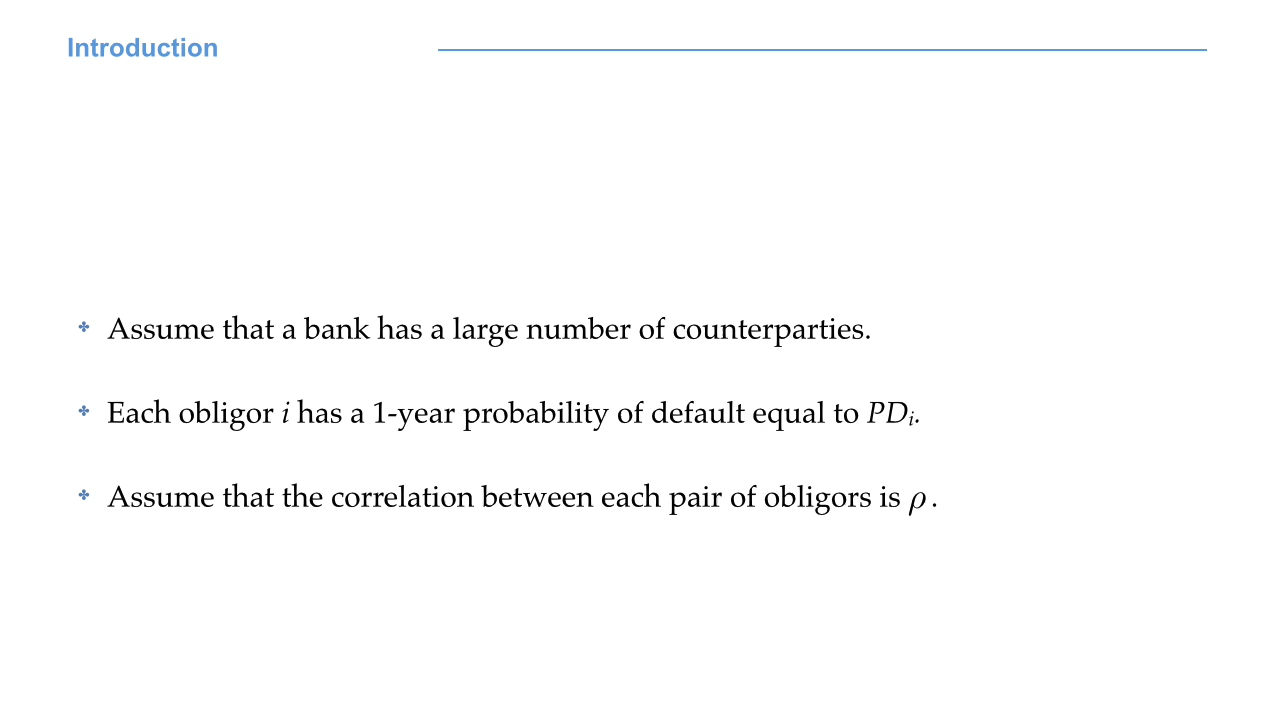 Introduction
✤ Assume that a bank has a large number of counterparties.
✤ Each obligor i has a 1-year probability of default equal to PDᵢ.
✤ Assume that the correlation between each pair of obligors is ρ.